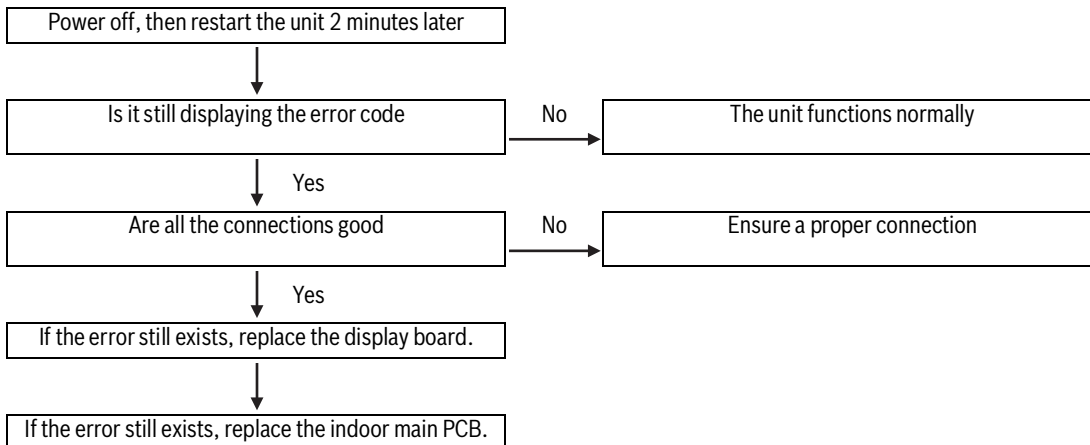 Power off, then restart the unit 2 minutes later
Is it still displaying the error code
No
The unit functions normally
Yes
Are all the connections good
No
Ensure a proper connection
Yes
If the error still exists, replace the display board.
If the error still exists, replace the indoor main PCB.